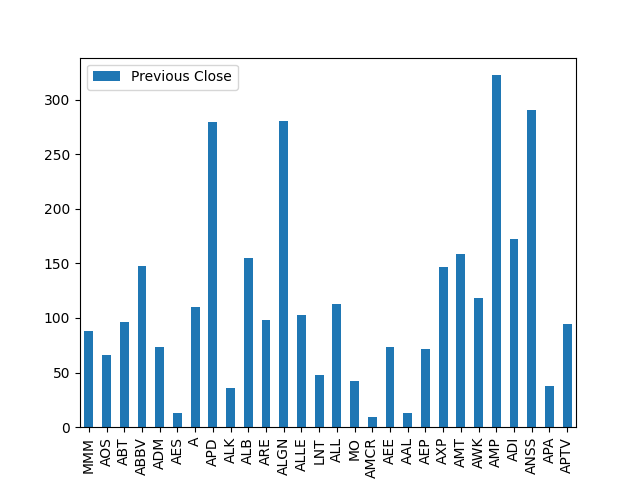 Previous Close
300
250
200
150
100
50
0
MMM
AOS
ABT
ABBV
ADM
AES
A
APD
ALK
ALB
ARE
ALGN
ALLE
LNT
ALL
MO
AMCR
AEE
AAL
AEP
AXP
AMT
AWK
AMP
ADI
ANSS
APA
APTV